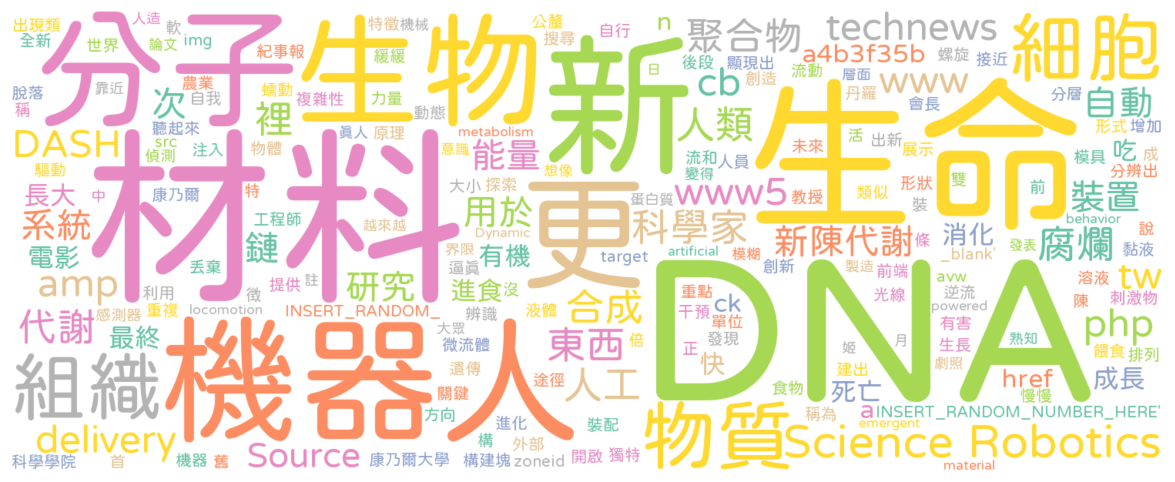 出現類 人造 軟 特徵 機械 公釐 n technews
全新 分子 生物 搜尋 聚合物 細胞
世界 論文 img 紀事報 緩緩 新 自行 後段 顯現出 a4b3f35b 接近
脫落 靠近 農業 蠕動 力量 日 cb 創造 流動 層面 www 螺旋
稱 次 自我 複雜性 動態 裡 丹羅 會長 分層 自動
DASH 聽起來 src 注入 真人 原理 metabolism 人類 生命 未來 活 出新 形式 增加
偵測 物體 能量 意識 想像 流和 人員 展示 模具 吃 成
驅動 材料 大小 探索 更 變得 教授 類似 形狀 雙 前 分辨出
長大 中 康乃爾 特 蛋白質 www5 裝 裝置
系統 工程師 越來越 用於 科學家 新陳代謝 條 消化 behavior 說
電影 鏈 界限 Dynamic 有機 artificial 模糊 _blank' 發表 黏液
丟棄 逼真 target DNA 創新 製造 前端 腐爛
amp 利用 提供 註 研究 進食 沒 重點 ck 光線 avw 逆流 溶液 陳 tw
感測器 重複 徵 locomotion INSERT_RANDOM_ 液體 合成 干預 單位 powered 刺激物
代謝 最終 機器人 大眾 辨識 倍 發現 有害 php
微流體 東西 正 快 生長 熟知 排列
組織 遺傳 人工 姬 月 劇照 餵食
關鍵 途徑 食物 建出 死亡 href 成長
方向 進化 裝配 物質 稱為 a INSERT_RANDOM_NUMBER_HERE' 慢慢
delivery 構 外部 emergent
Source Science Robotics
科學學院 首 機器 舊 康乃爾大學 構建塊 zoneid 開啟 獨特 material